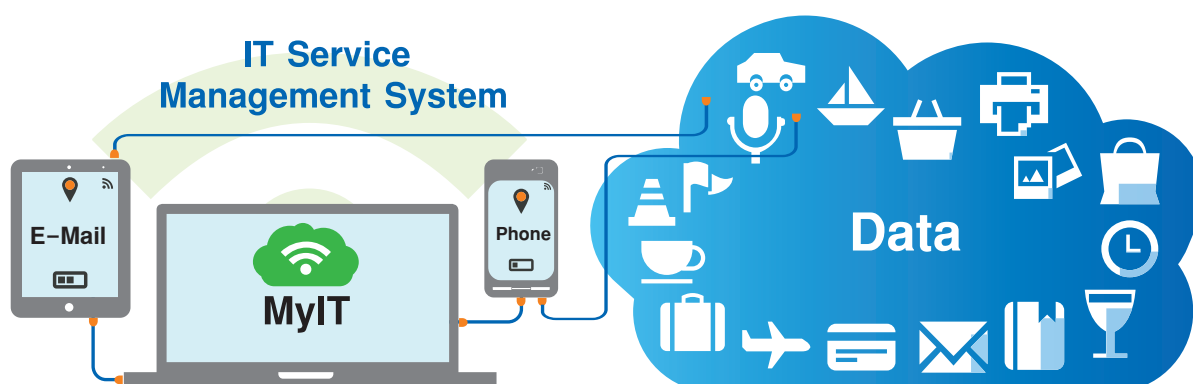 IT Service
Management System
E-Mail
MyIT
Phone
Data